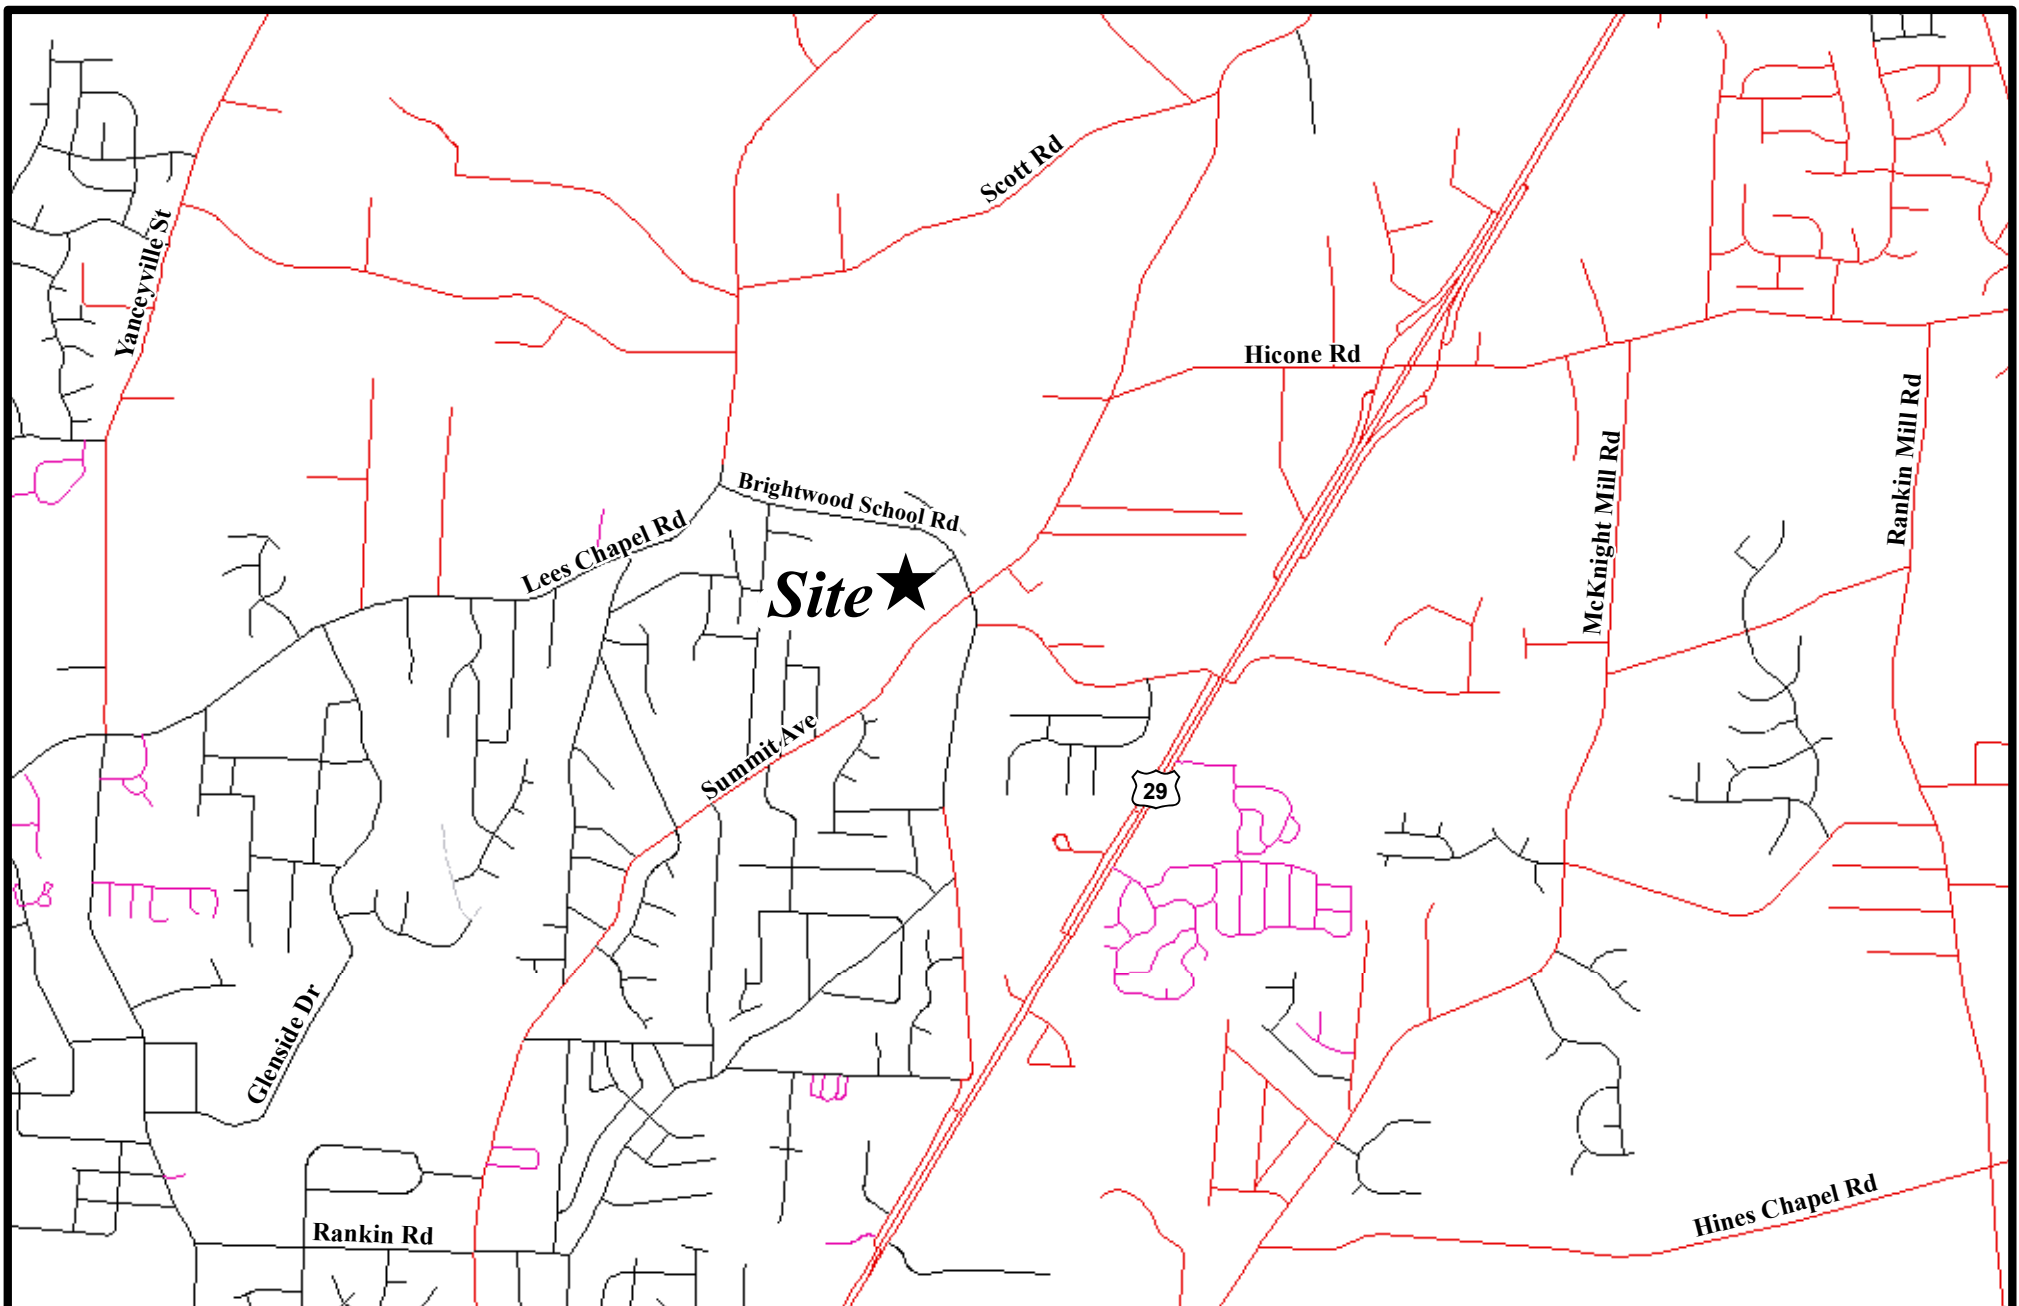 Scott Rd
Yanceyville St
Hicone Rd
Rankin Mill Rd
McKnight Mill Rd
Brightwood School Rd
Lees Chapel Rd
Site
Summit Ave
29
Glenside Dr
Hines Chapel Rd
Rankin Rd